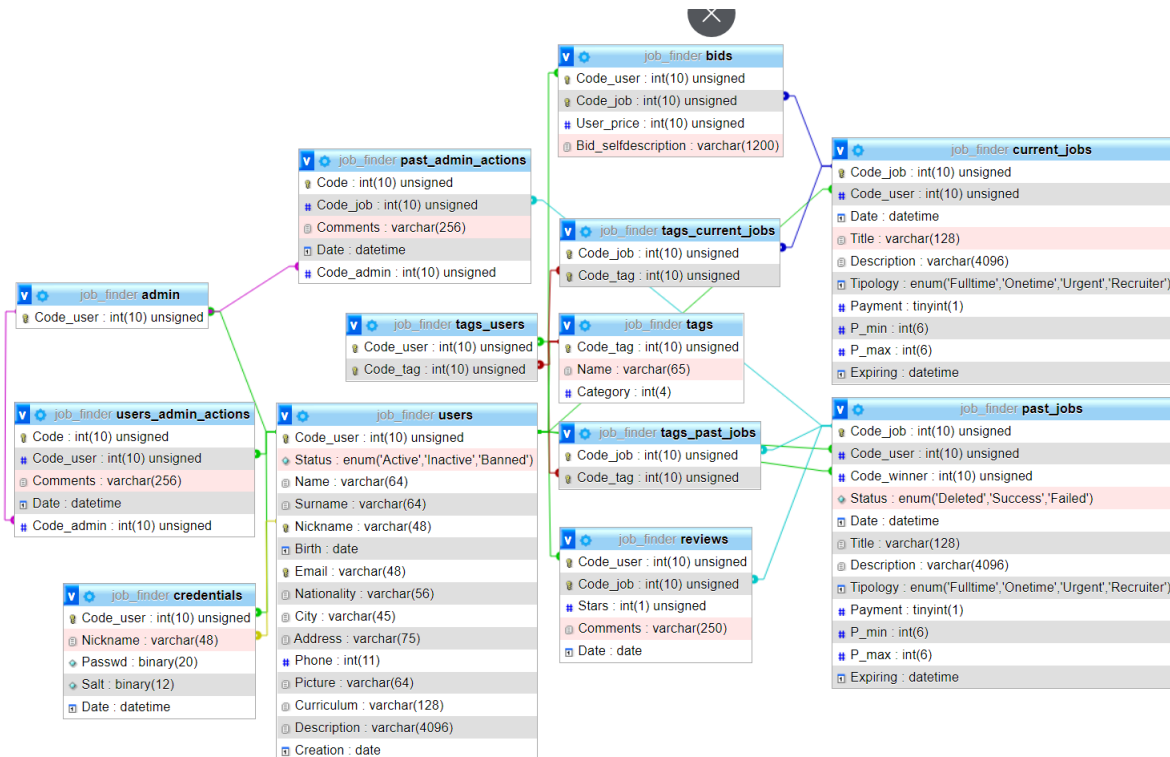 job_finder bids
Code_user : int(10) unsigned
Code_job : int(10) unsigned
User_price : int(10) unsigned
Bid_selfdescription : varchar(1200)
job_finder current_jobs
Code_job : int(10) unsigned
Code_user : int(10) unsigned
Date : datetime
Title : varchar(128)
Description : varchar(4096)
Tipology : enum('Fulltime','Onetime','Urgent','Recruiter')
Payment : tinyint(1)
P_min : int(6)
P_max : int(6)
Expiring : datetime
job_finder past_admin_actions
Code : int(10) unsigned
Code_job : int(10) unsigned
Comments : varchar(256)
Date : datetime
Code_admin : int(10) unsigned
job_finder tags_current_jobs
Code_job : int(10) unsigned
Code_tag : int(10) unsigned
job_finder admin
Code_user : int(10) unsigned
job_finder tags_users
Code_user : int(10) unsigned
Code_tag : int(10) unsigned
job_finder tags
Code_tag : int(10) unsigned
Name : varchar(65)
Category : int(4)
job_finder users_admin_actions
Code : int(10) unsigned
Code_user : int(10) unsigned
Comments : varchar(256)
Date : datetime
Code_admin : int(10) unsigned
job_finder users
Code_user : int(10) unsigned
Status : enum('Active','Inactive','Banned')
Name : varchar(64)
Surname : varchar(64)
Nickname : varchar(48)
Birth : date
Email : varchar(48)
Nationality : varchar(56)
City : varchar(45)
Address : varchar(75)
Phone : int(11)
Picture : varchar(64)
Curriculum : varchar(128)
Description : varchar(4096)
Creation : date
job_finder tags_past_jobs
Code_job : int(10) unsigned
Code_tag : int(10) unsigned
job_finder past_jobs
Code_job : int(10) unsigned
Code_user : int(10) unsigned
Code_winner : int(10) unsigned
Status : enum('Deleted','Success','Failed')
Date : datetime
Title : varchar(128)
Description : varchar(4096)
Tipology : enum('Fulltime','Onetime','Urgent','Recruiter')
Payment : tinyint(1)
P_min : int(6)
P_max : int(6)
Expiring : datetime
job_finder reviews
Code_user : int(10) unsigned
Code_job : int(10) unsigned
Stars : int(1) unsigned
Comments : varchar(250)
Date : date
job_finder credentials
Code_user : int(10) unsigned
Nickname : varchar(48)
Passwd : binary(20)
Salt : binary(12)
Date : datetime